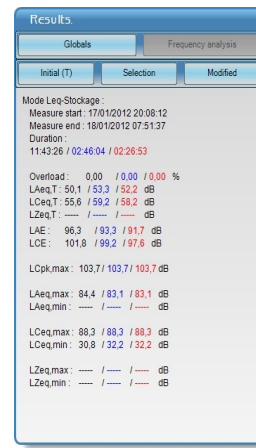 Results.
Globals Frequency analysis
Initial (T) Selection Modified
Mode Leq-Stockage :
Measure start : 17/01/2012 20:08:12
Measure end : 18/01/2012 07:51:37
Duration :
11:43:26 / 02:46:04 / 02:26:53
Overload : 0,00 / 0,00 / 0,00 %
LAeq,T : 50,1 / 53,3 / 52,2 dB
LCeq,T : 55,6 / 59,2 / 58,2 dB
LZeq,T : ----- / ----- / ----- dB
LAE : 96,3 / 93,3 / 91,7 dB
LCE : 101,8 / 99,2 / 97,6 dB
LCpk,max : 103,7 / 103,7 / 103,7 dB
LAeq,max : 84,4 / 83,1 / 83,1 dB
LAeq,min : ----- / ----- / ----- dB
LCeq,max : 88,3 / 88,3 / 88,3 dB
LCeq,min : 30,8 / 32,2 / 32,2 dB
LZeq,max : ----- / ----- / ----- dB
LZeq,min : ----- / ----- / ----- dB